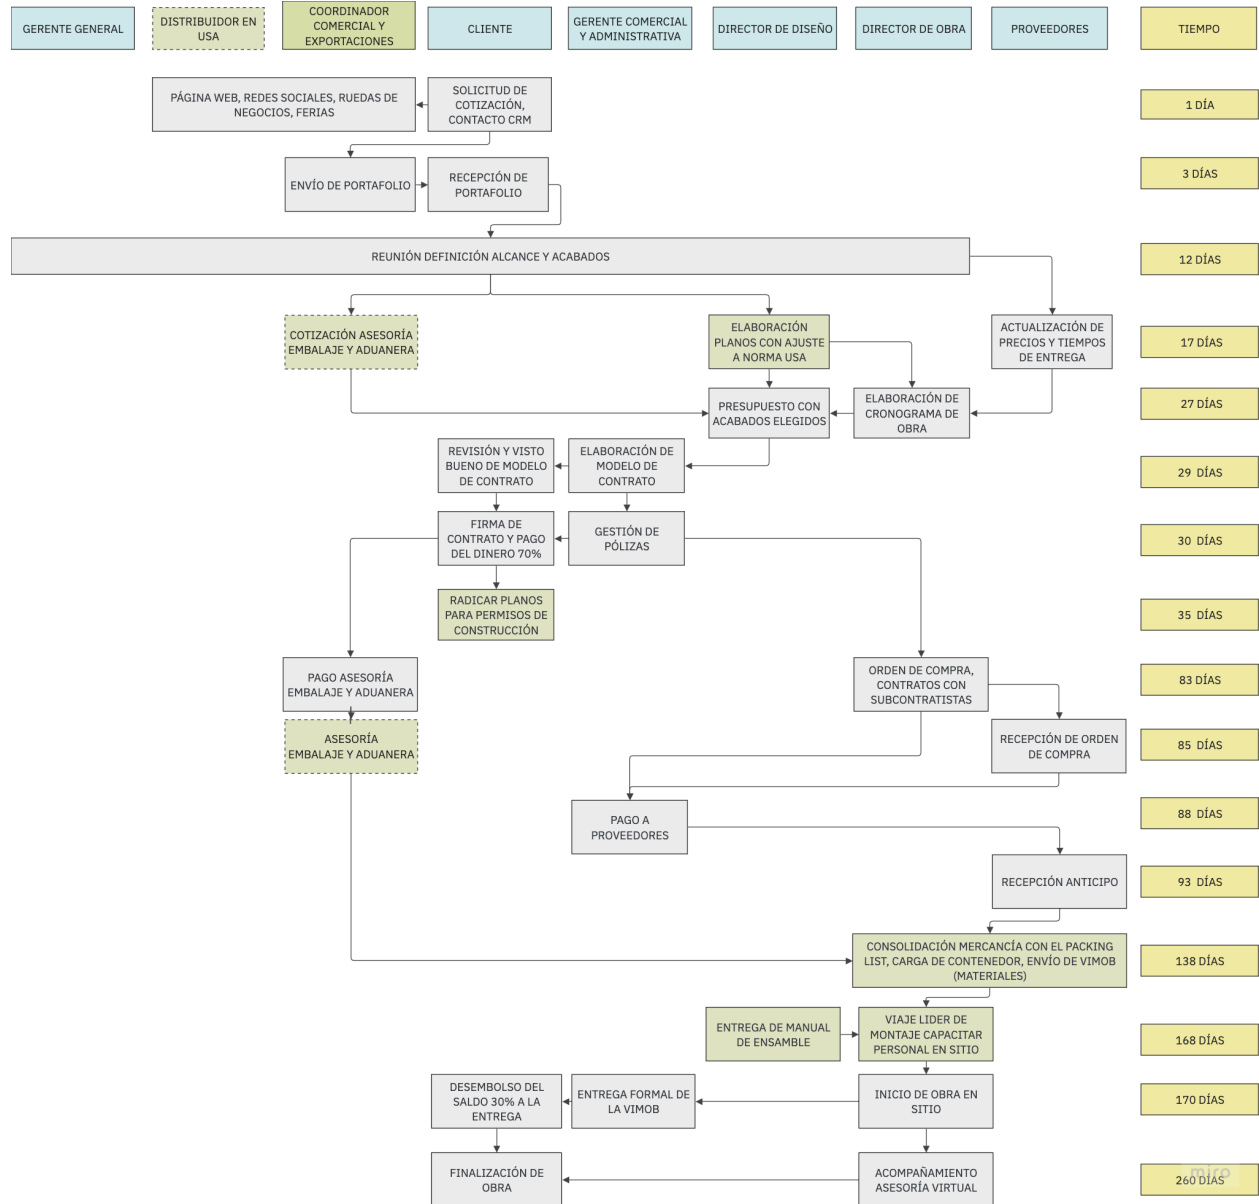 GERENTE GENERAL
DISTRIBUIDOR EN
USA
COORDINADOR
COMERCIAL Y
EXPORTACIONES
CLIENTE
GERENTE COMERCIAL
Y ADMINISTRATIVA
DIRECTOR DE DISEÑO
DIRECTOR DE OBRA
PROVEEDORES
TIEMPO
PÁGINA WEB, REDES SOCIALES, RUEDAS DE
NEGOCIOS, FERIAS
SOLICITUD DE
COTIZACIÓN,
CONTACTO CRM
1 DÍA
ENVÍO DE PORTAFOLIO
RECEPCIÓN DE
PORTAFOLIO
3 DÍAS
REUNIÓN DEFINICIÓN ALCANCE Y ACABADOS
12 DÍAS
COTIZACIÓN ASESORÍA
EMBALAJE Y ADUANERA
ELABORACIÓN
PLANOS CON AJUSTE
A NORMA USA
ACTUALIZACIÓN DE
PRECIOS Y TIEMPOS
DE ENTREGA
17 DÍAS
PRESUPUESTO CON
ACABADOS ELEGIDOS
ELABORACIÓN DE
CRONOGRAMA DE
OBRA
27 DÍAS
REVISIÓN Y VISTO
BUENO DE MODELO
DE CONTRATO
ELABORACIÓN DE
MODELO DE
CONTRATO
29 DÍAS
FIRMA DE
CONTRATO Y PAGO
DEL DINERO 70%
GESTIÓN DE
PÓLIZAS
30 DÍAS
RADICAR PLANOS
PARA PERMISOS DE
CONSTRUCCIÓN
35 DÍAS
PAGO ASESORÍA
EMBALAJE Y ADUANERA
ORDEN DE COMPRA,
CONTRATOS CON
SUBCONTRATISTAS
83 DÍAS
ASESORÍA
EMBALAJE Y ADUANERA
RECEPCIÓN DE ORDEN
DE COMPRA
85 DÍAS
PAGO A
PROVEEDORES
88 DÍAS
RECEPCIÓN ANTICIPO
93 DÍAS
CONSOLIDACIÓN MERCANCÍA CON EL PACKING
LIST, CARGA DE CONTENEDOR, ENVÍO DE VIMOB
(MATERIALES)
138 DÍAS
ENTREGA DE MANUAL
DE ENSAMBLE
VIAJE LIDER DE
MONTAJE CAPACITAR
PERSONAL EN SITIO
168 DÍAS
DESEMBOLSO DEL
SALDO 30% A LA
ENTREGA
ENTREGA FORMAL DE
LA VIMOB
INICIO DE OBRA EN
SITIO
170 DÍAS
FINALIZACIÓN DE
OBRA
ACOMPAÑAMIENTO
ASESORÍA VIRTUAL
260 DÍAS
miro